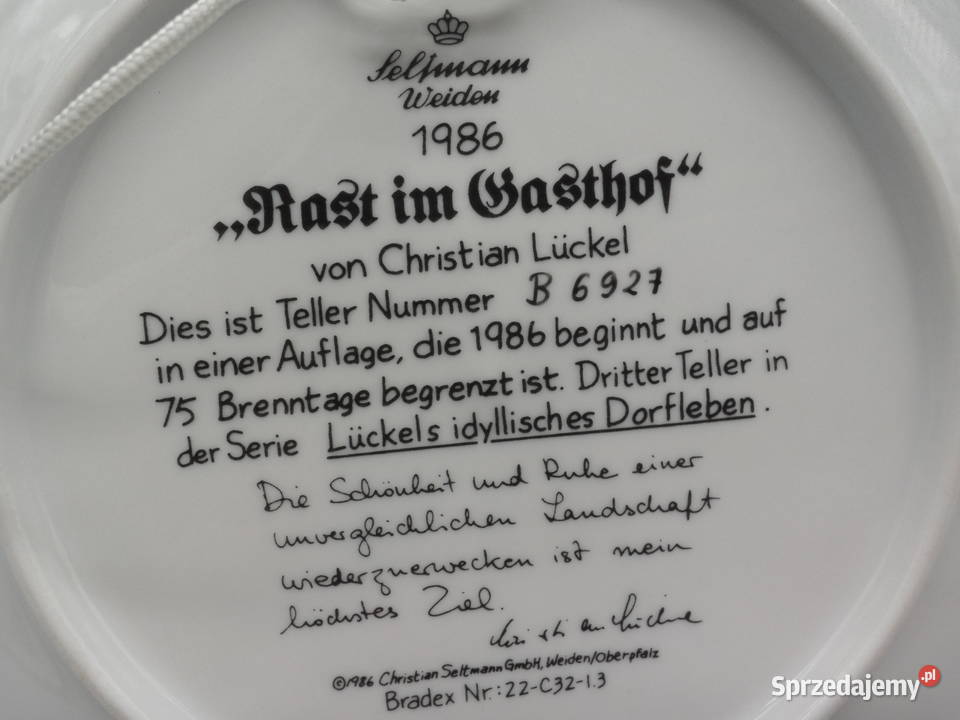 Seltmann
Weiden
1986
„Rast im Gasthof“
von Christian Lückel
Dies ist Teller Nummer B 6927
in einer Auflage, die 1986 beginnt und auf
75 Brenntage begrenzt ist. Dritter Teller in
der Serie Lückels idyllisches Dorfleben.
Die Schönheit und Ruhe einer
unvergleichlichen Landschaft
wiederzuerwecken ist mein
höchstes Ziel.
Christian Lückel
©1986 Christian Seltmann GmbH, Weiden/Oberpfalz
Bradex Nr.: 22-C32-1.3
Sprzedajemy.pl